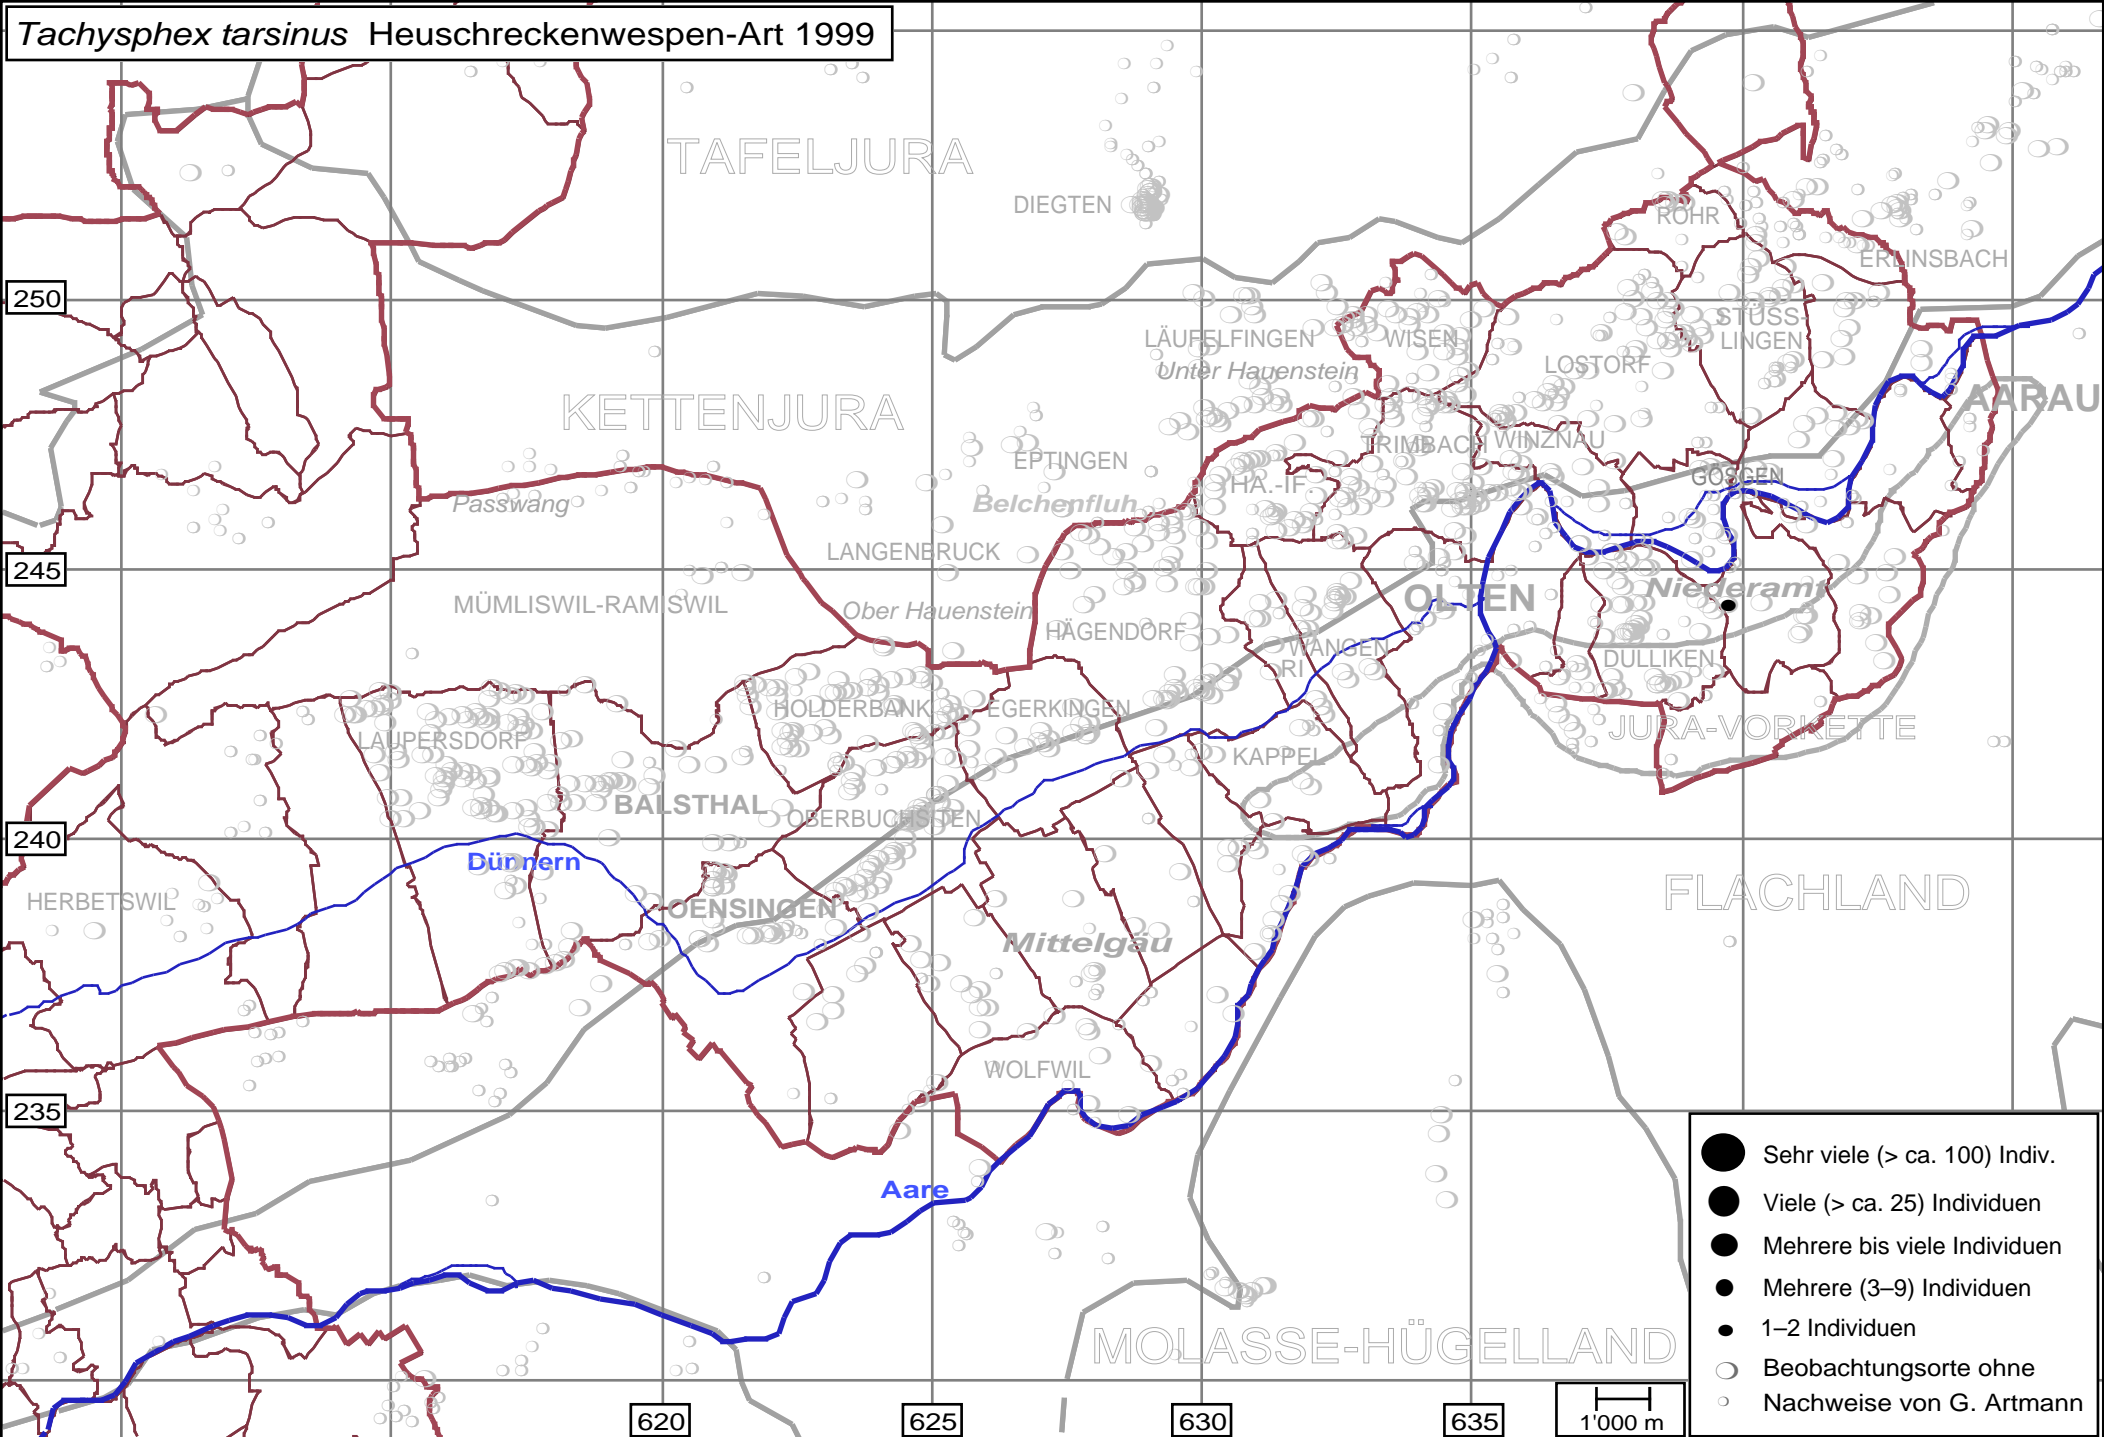 Tachysphex tarsinus Heuschreckenwespen-Art 1999
TAFELJURA
DIEGTEN
ROHR
ERLINSBACH
250
STÜSS-
LINGEN
LÄUFELFINGEN
WISEN
LOSTORF
Unter Hauenstein
AARAU
KETTENJURA
TRIMBACH
WINZNAU
EPTINGEN
GÖSGEN
HA.-IF.
Passwang
Belchenfluh
LANGENBRUCK
245
Niederamt
OLTEN
MÜMLISWIL-RAMISWIL
Ober Hauenstein
HÄGENDORF
WANGEN
RI
DULLIKEN
HOLDERBANK
EGERKINGEN
JURA-VORKETTE
LAUPERSDORF
KAPPEL
BALSTHAL
OBERBUCHSITEN
240
Dünnern
HERBETSWIL
FLACHLAND
OENSINGEN
Mittelgäu
WOLFWIL
235
Aare
MOLASSE-HÜGELLAND
Sehr viele (> ca. 100) Indiv.
Viele (> ca. 25) Individuen
Mehrere bis viele Individuen
Mehrere (3–9) Individuen
1–2 Individuen
Beobachtungsorte ohne
Nachweise von G. Artmann
620
625
630
635
1'000 m